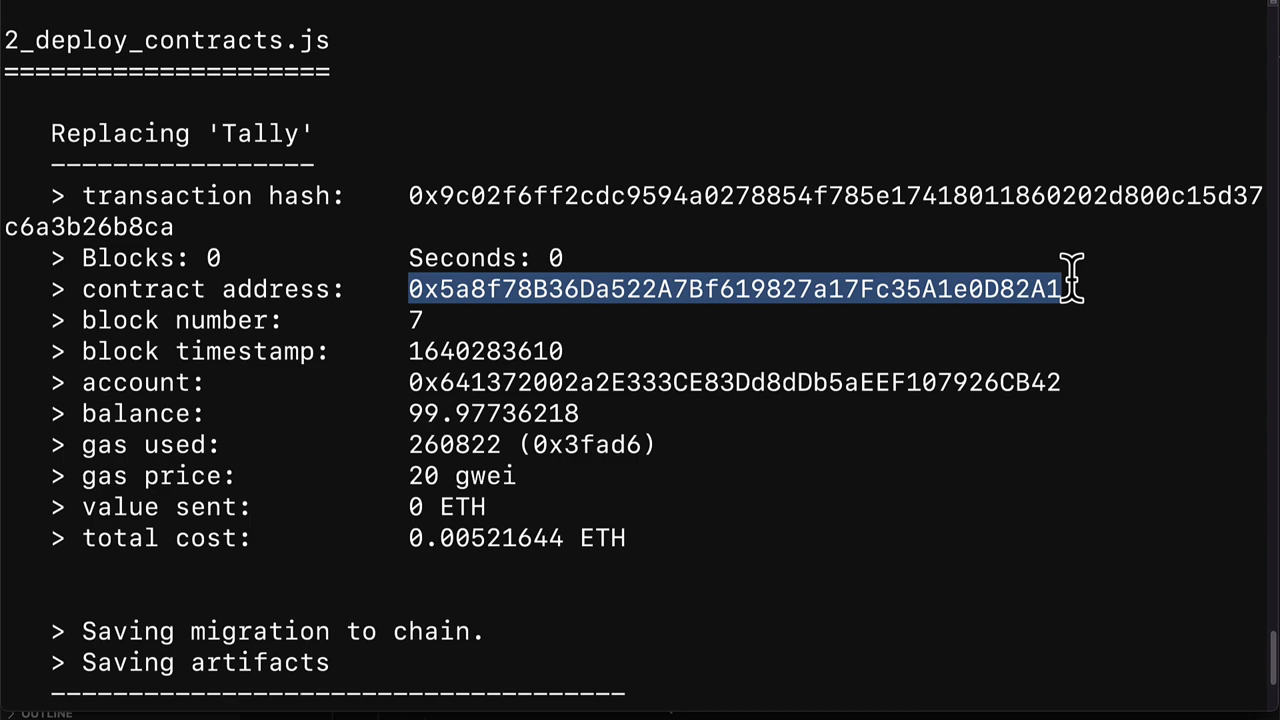 2_deploy_contracts.js
=====================
Replacing 'Tally'
-----------------
> transaction hash: 0x9c02f6ff2cdc9594a0278854f785e17418011860202d800c15d37
c6a3b26b8ca
> Blocks: 0 Seconds: 0
> contract address: 0x5a8f78B36Da522A7Bf619827a17Fc35A1e0D82A1
> block number: 7
> block timestamp: 1640283610
> account: 0x641372002a2E333CE83Dd8dDb5aEEF107926CB42
> balance: 99.97736218
> gas used: 260822 (0x3fad6)
> gas price: 20 gwei
> value sent: 0 ETH
> total cost: 0.00521644 ETH
> Saving migration to chain.
> Saving artifacts
-------------------------------------
> OUTLINE